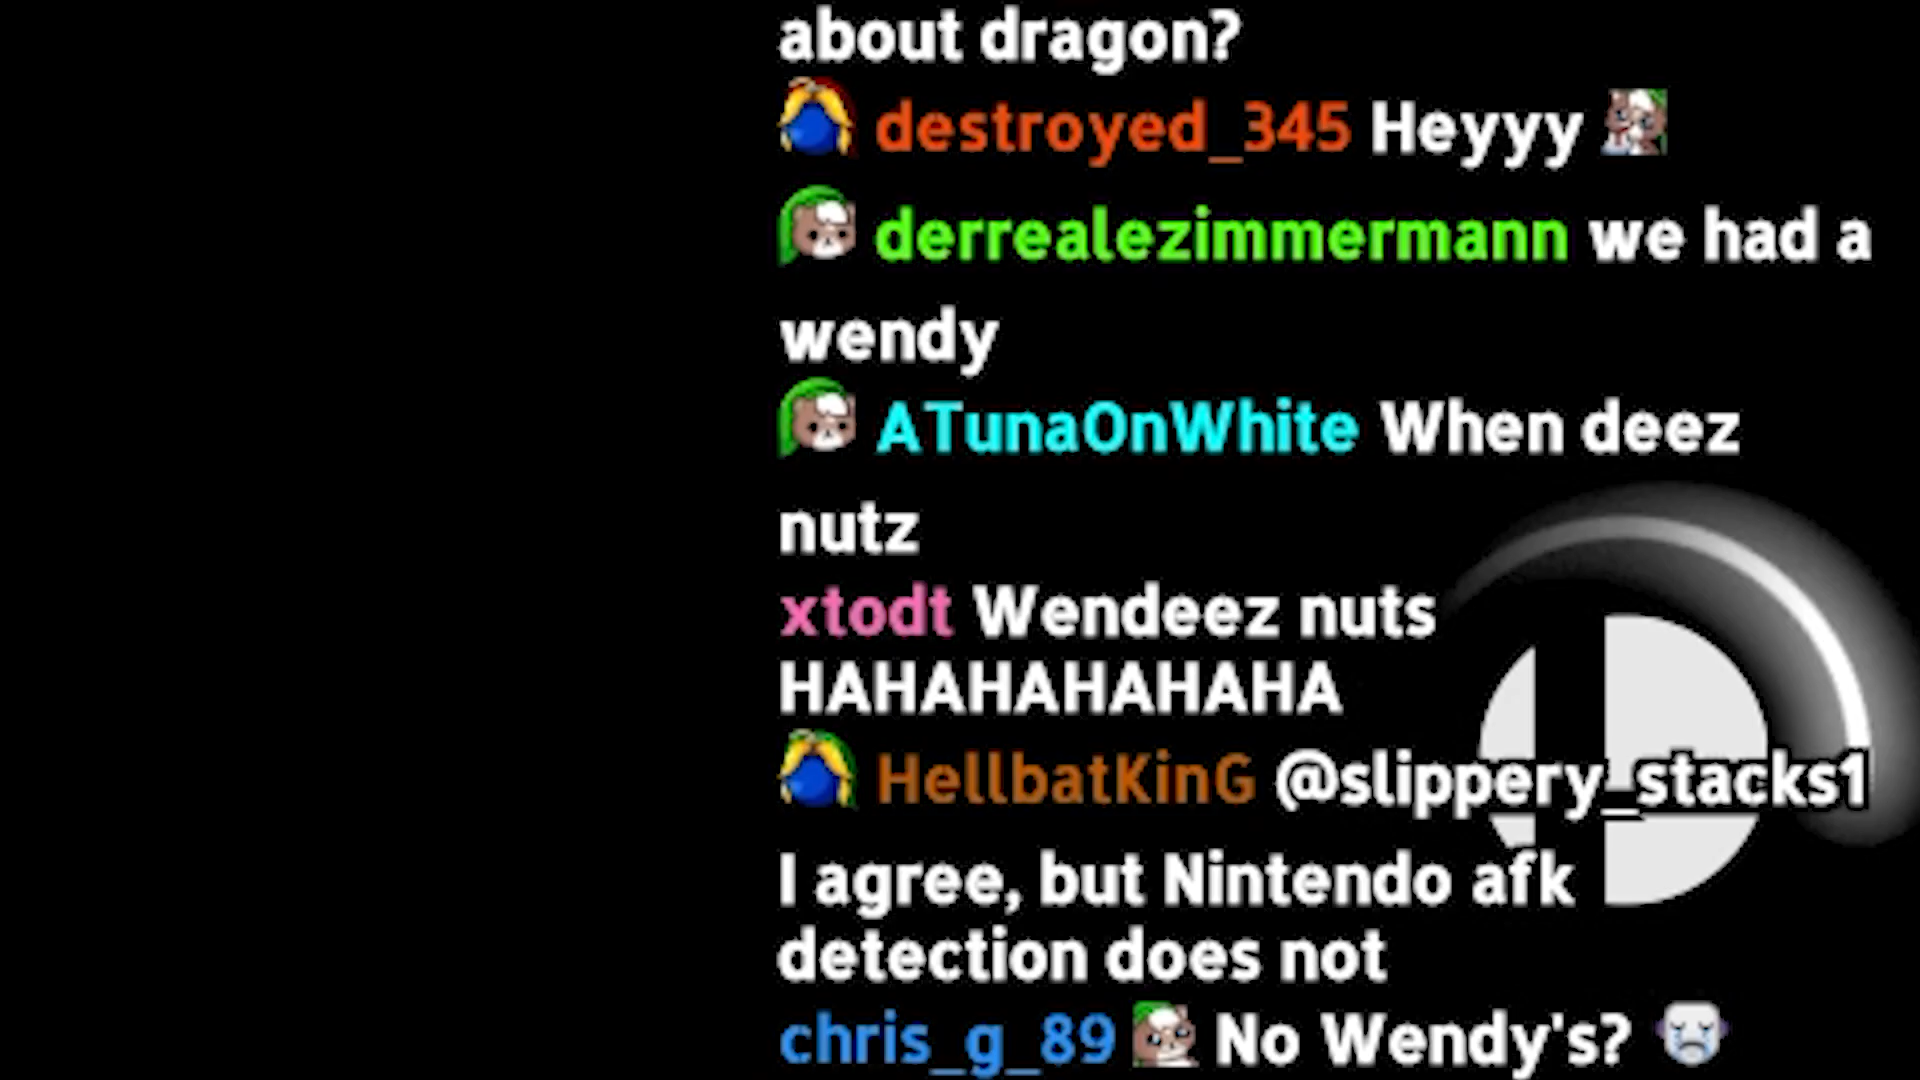 about dragon?
destroyed_345 Heyyy
derrealezimmermann we had a
wendy
ATunaOnWhite When deez
nutz
xtodt Wendeez nuts
HAHAHAHAHAHA
HellbatKinG @slippery_stacks1
I agree, but Nintendo afk
detection does not
chris_g_89 No Wendy's?